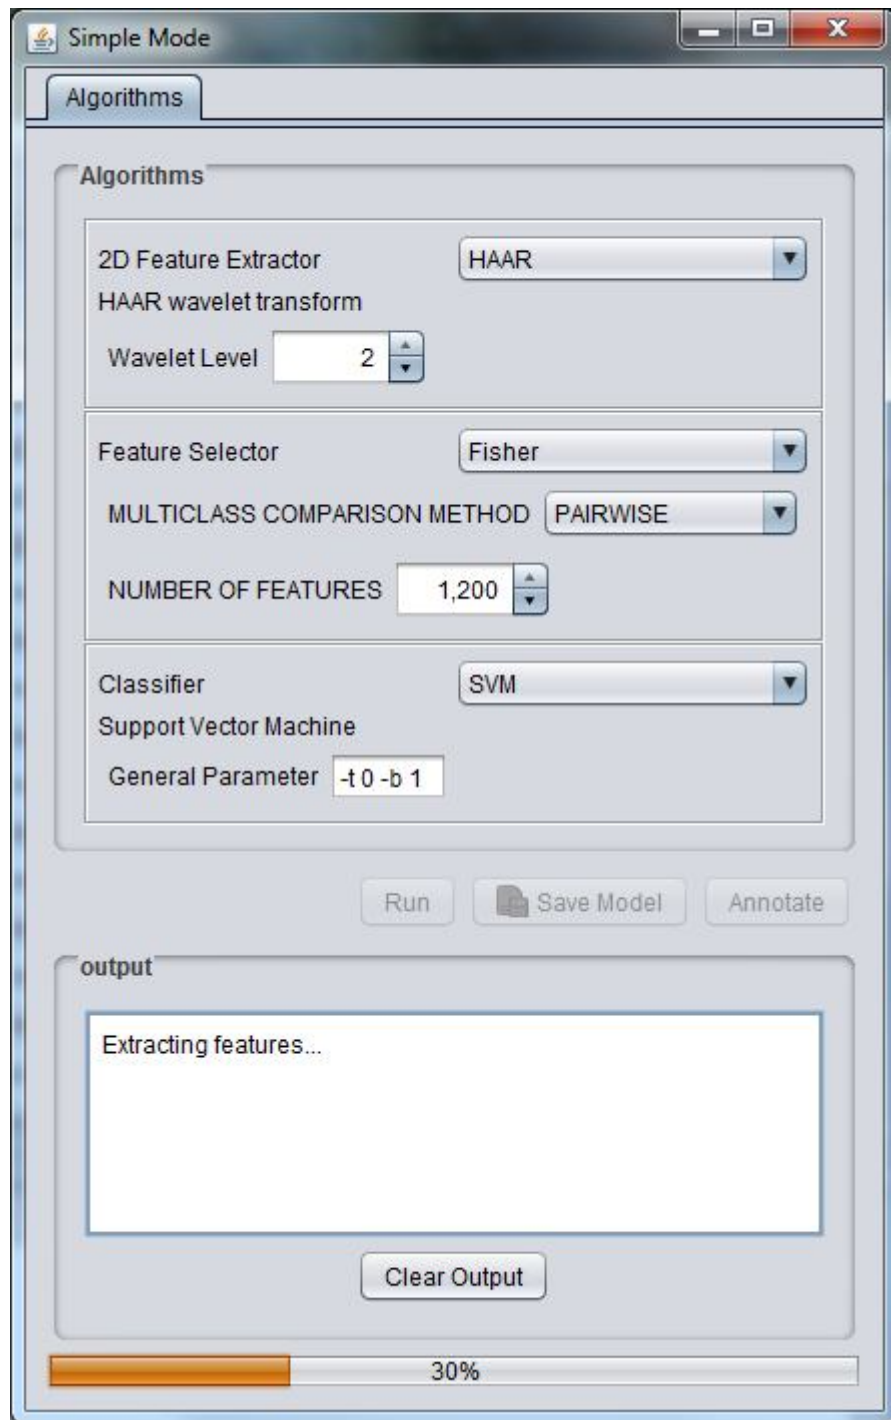 Simple Mode
Algorithms
Algorithms
2D Feature Extractor HAAR
HAAR wavelet transform
Wavelet Level 2
Feature Selector Fisher
MULTICLASS COMPARISON METHOD PAIRWISE
NUMBER OF FEATURES 1,200
Classifier SVM
Support Vector Machine
General Parameter -t 0 -b 1
Run Save Model Annotate
output
Extracting features...
Clear Output
30%